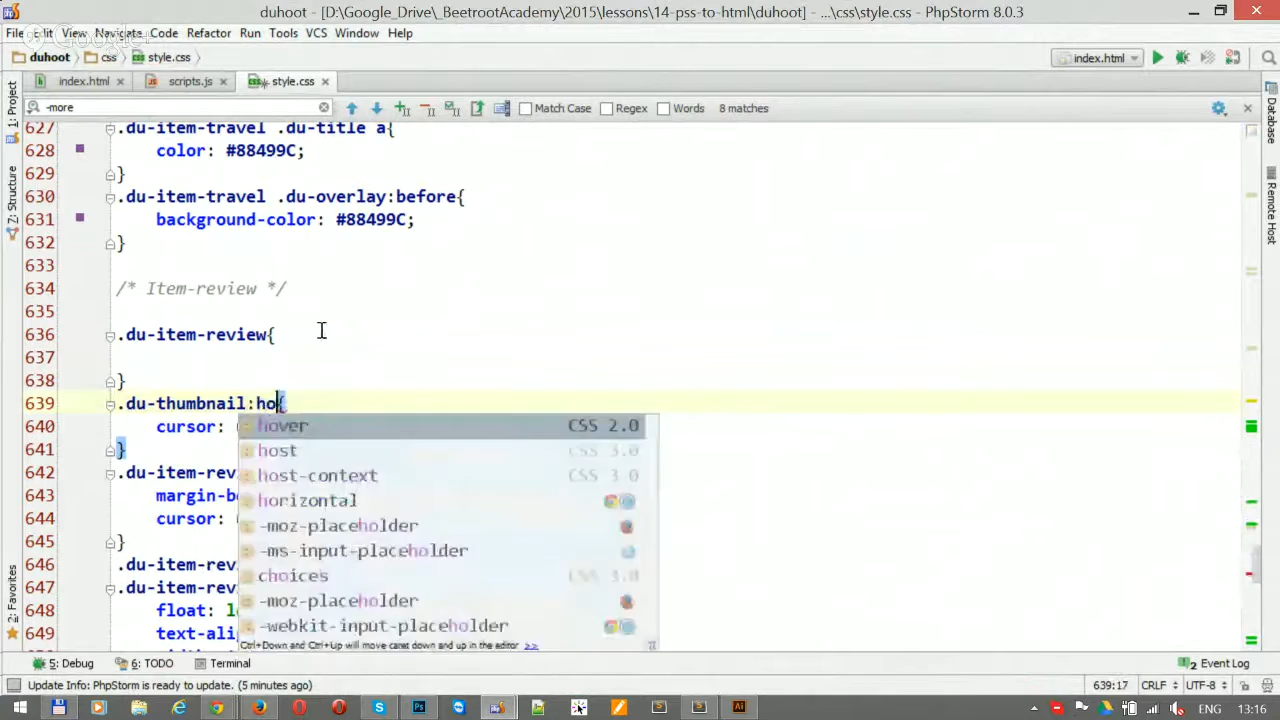 duhoot - [D:\Google_Drive\_BeetrootAcademy\2015\lessons\14-pss-to-html\duhoot] - ...\css\style.css - PhpStorm 8.0.3
File Edit View Navigate Code Refactor Run Tools VCS Window Help
duhoot css style.css index.html
index.html scripts.js style.css
-more Match Case Regex Words 8 matches
1: Project
7: Structure
2: Favorites
Database
Remote Host
627 .du-item-travel .du-title a{
628 color: #88499C;
629 }
630 .du-item-travel .du-overlay:before{
631 background-color: #88499C;
632 }
633
634 /* Item-review */
635
636 .du-item-review{
637
638 }
639 .du-thumbnail:ho{
640 cursor:
641 }
642 .du-item-rev
643 margin-b
644 cursor:
645 }
646 .du-item-rev
647 .du-item-rev
648 float:
649 text-ali
hover CSS 2.0
host CSS 3.0
host-context CSS 3.0
horizontal
-moz-placeholder
-ms-input-placeholder
choices CSS 3.0
-moz-placeholder
-webkit-input-placeholder
Ctrl+Down and Ctrl+Up will move caret down and up in the editor >>
5: Debug 6: TODO Terminal 2 Event Log
Update Info: PhpStorm is ready to update. (5 minutes ago) 639:17 CRLF UTF-8
ENG 13:16